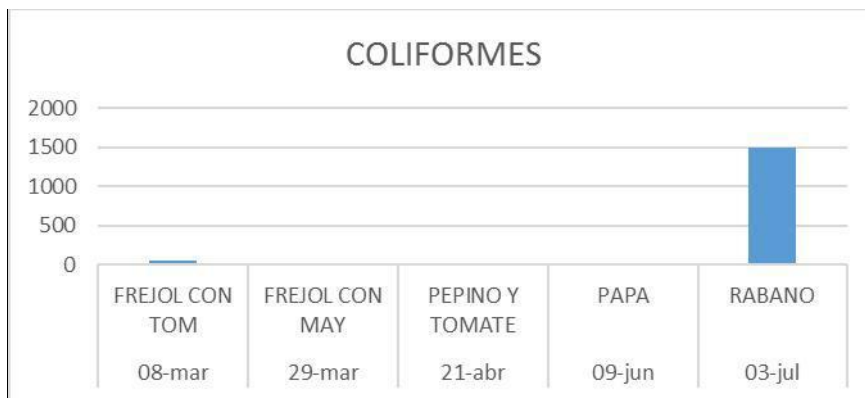 COLIFORMES
2000
1500
1000
500
0
FREJOL CON TOM
FREJOL CON MAY
PEPINO Y TOMATE
PAPA
RABANO
08-mar
29-mar
21-abr
09-jun
03-jul